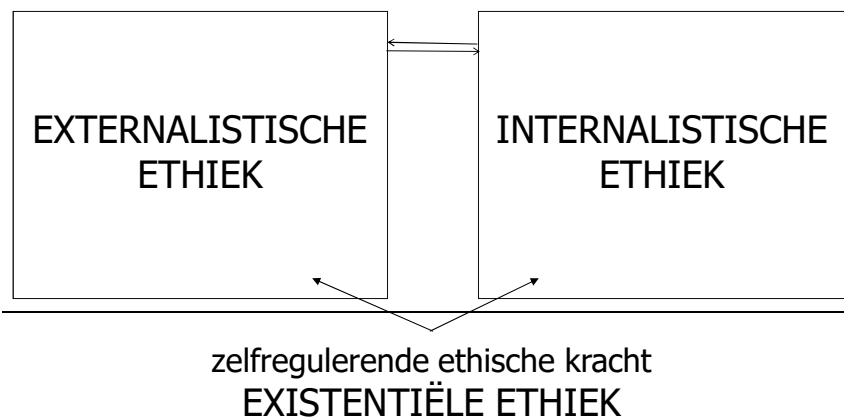 EXTERNALISTISCHE
ETHIEK
INTERNALISTISCHE
ETHIEK
zelfregulerende ethische kracht
EXISTENTIËLE ETHIEK